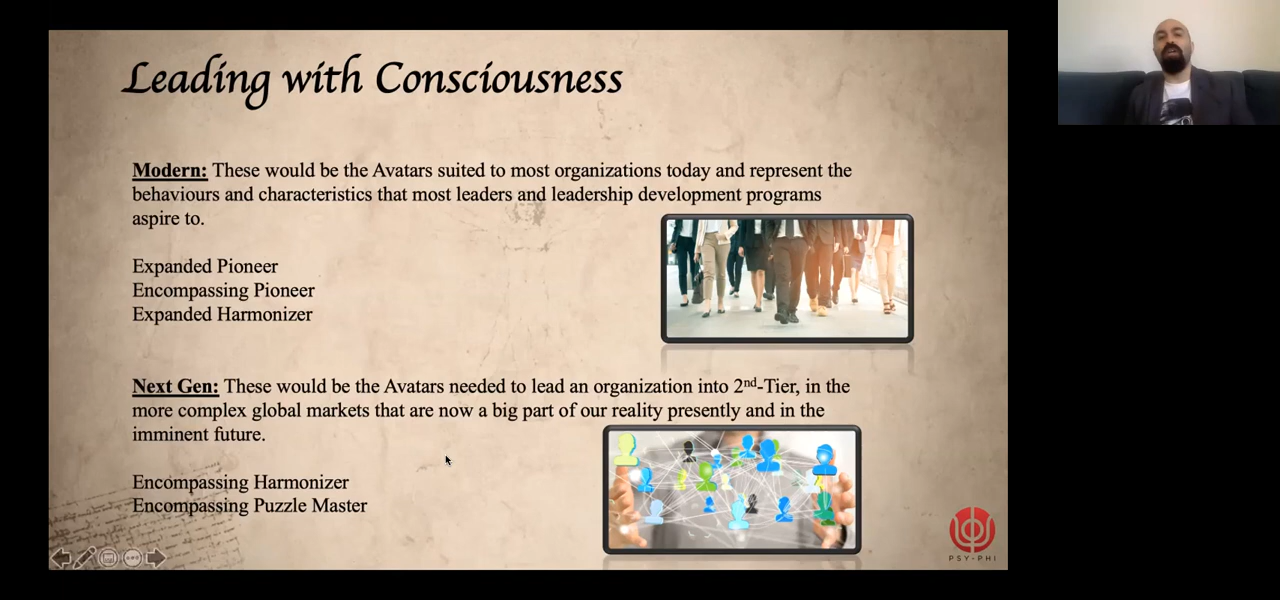 Leading with Consciousness
Modern: These would be the Avatars suited to most organizations today and represent the
behaviours and characteristics that most leaders and leadership development programs
aspire to.
Expanded Pioneer
Encompassing Pioneer
Expanded Harmonizer
Next Gen: These would be the Avatars needed to lead an organization into 2nd-Tier, in the
more complex global markets that are now a big part of our reality presently and in the
imminent future.
Encompassing Harmonizer
Encompassing Puzzle Master
PSY-PHI